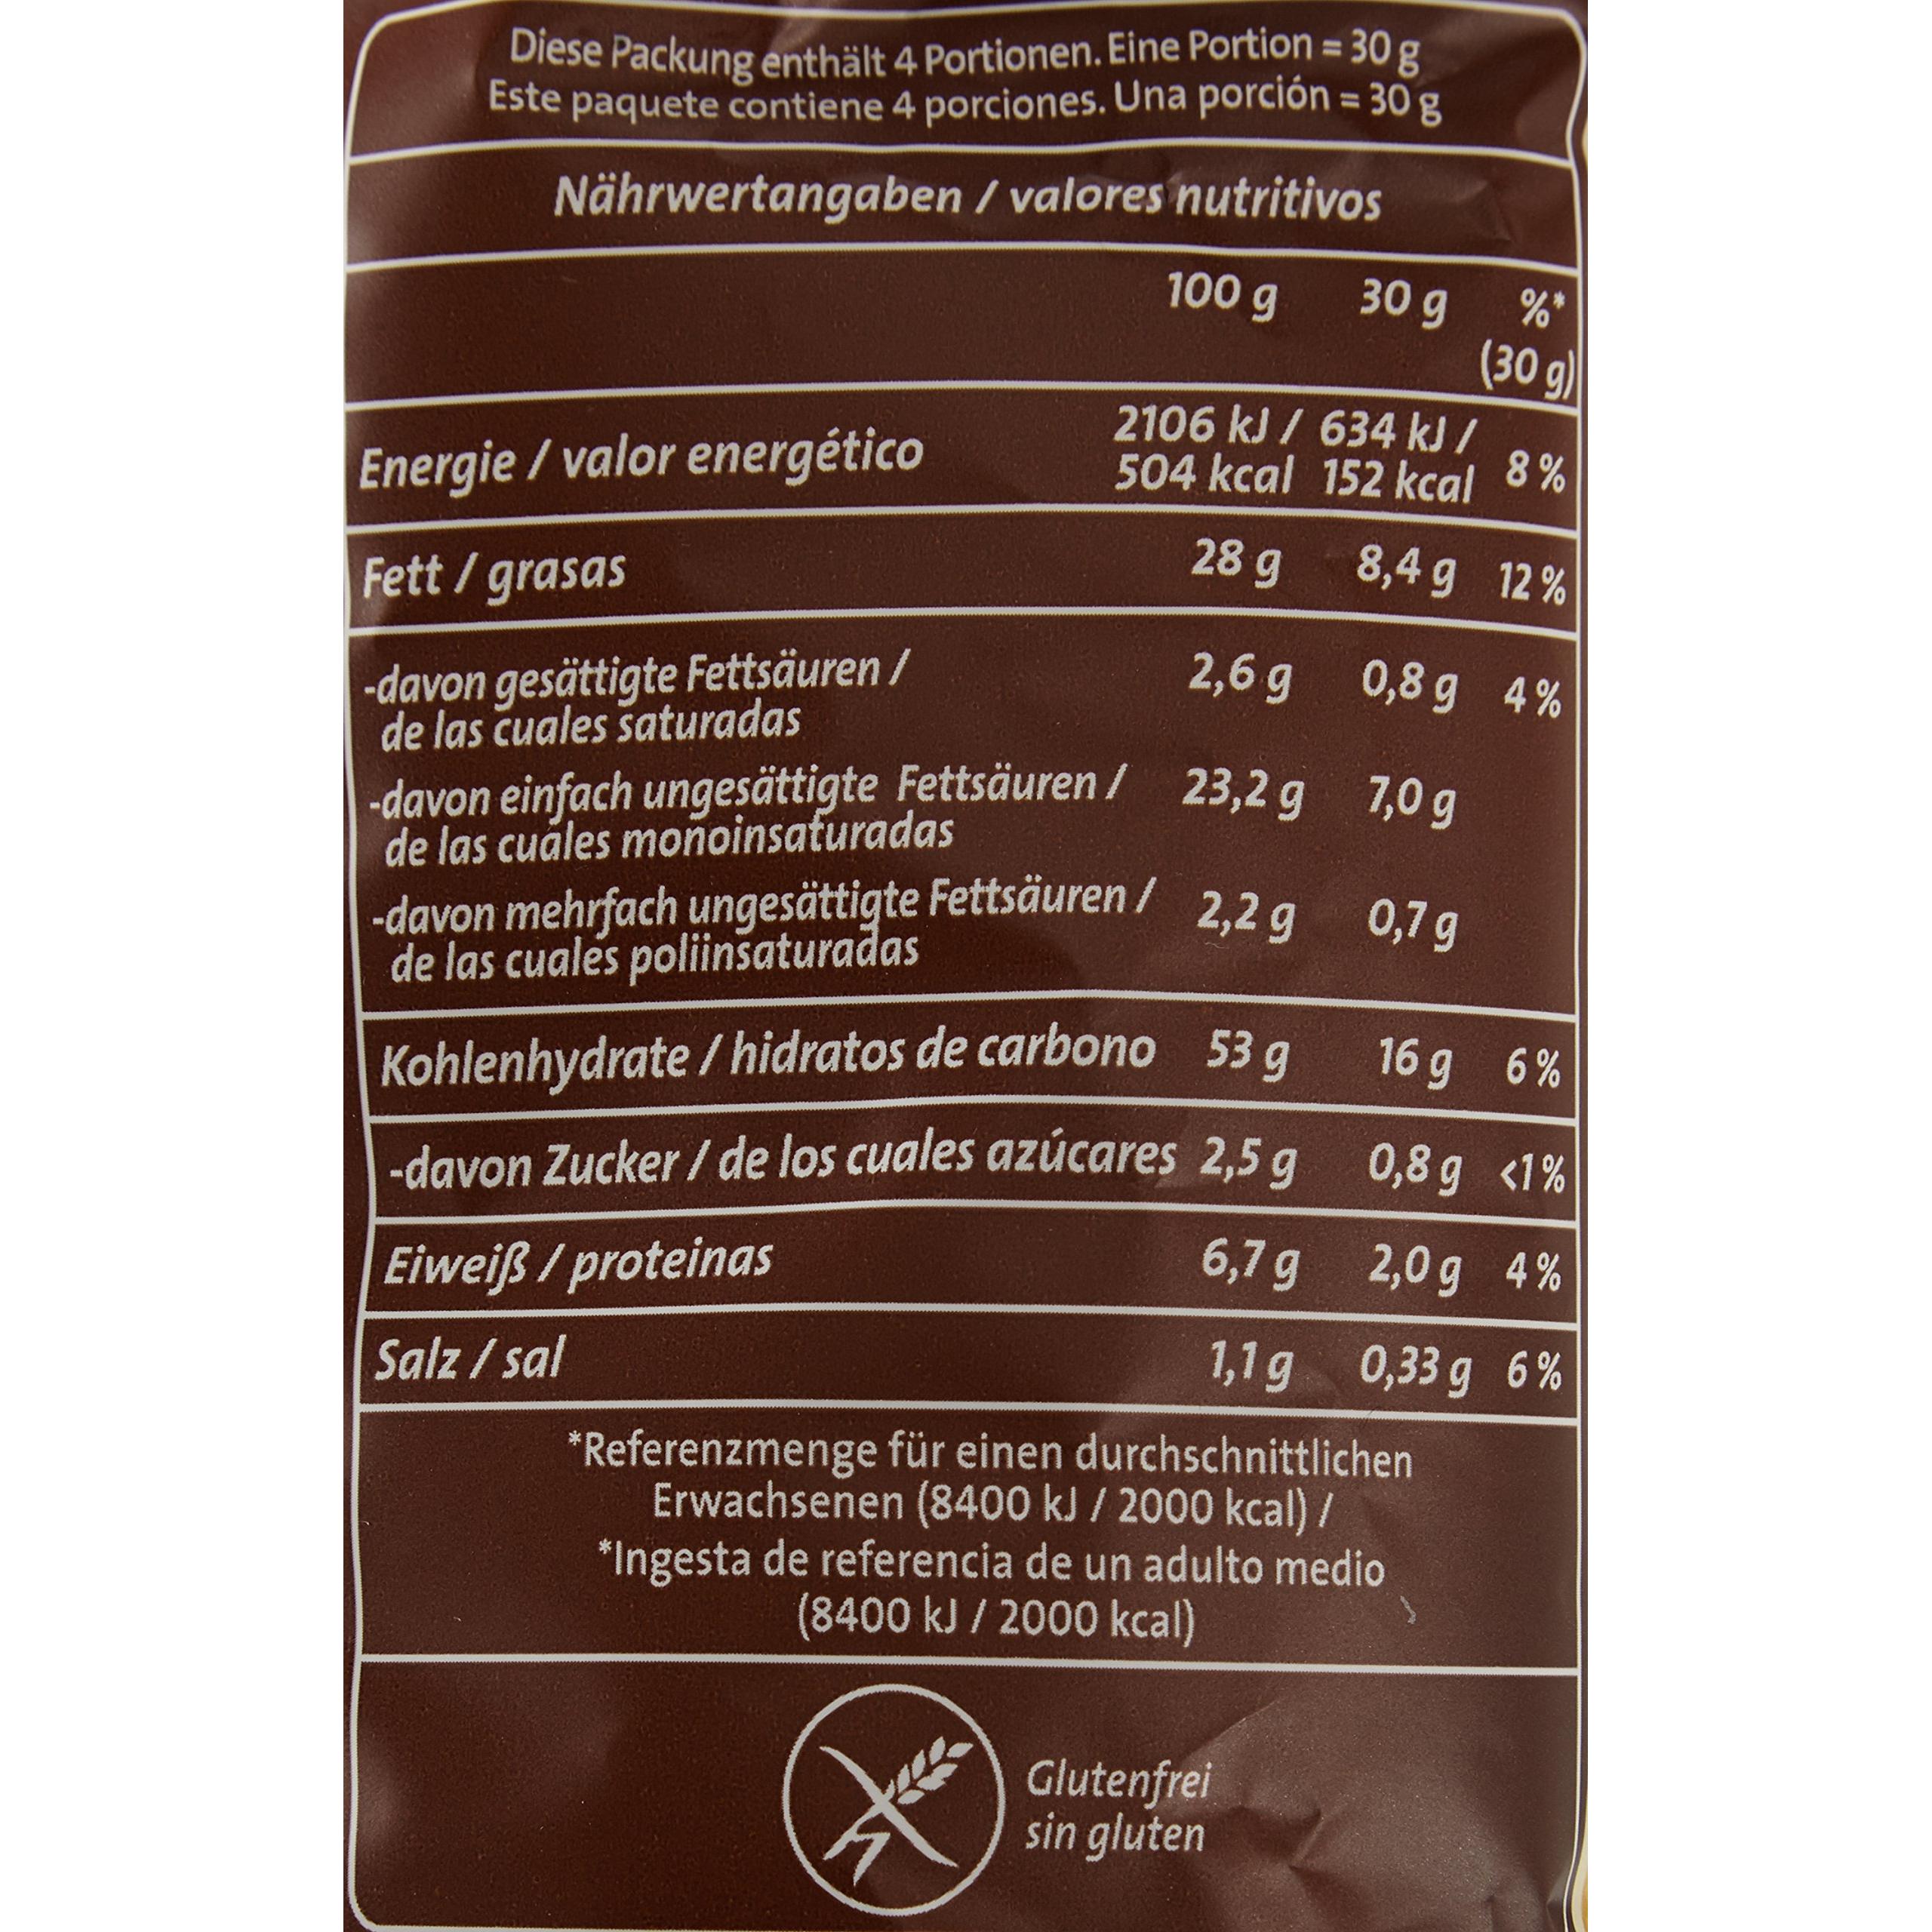 Diese Packung enthält 4 Portionen. Eine Portion = 30 g
Este paquete contiene 4 porciones. Una porción = 30 g
Nährwertangaben / valores nutritivos
100 g 30 g %*
(30 g)
Energie / valor energético 2106 kJ / 634 kJ / 8 %
504 kcal 152 kcal
Fett / grasas 28 g 8,4 g 12 %
-davon gesättigte Fettsäuren / 2,6 g 0,8 g 4 %
de las cuales saturadas
-davon einfach ungesättigte Fettsäuren / 23,2 g 7,0 g
de las cuales monoinsaturadas
-davon mehrfach ungesättigte Fettsäuren / 2,2 g 0,7 g
de las cuales poliinsaturadas
Kohlenhydrate / hidratos de carbono 53 g 16 g 6 %
-davon Zucker / de los cuales azúcares 2,5 g 0,8 g <1 %
Eiweiß / proteinas 6,7 g 2,0 g 4 %
Salz / sal 1,1 g 0,33 g 6 %
*Referenzmenge für einen durchschnittlichen
Erwachsenen (8400 kJ / 2000 kcal) /
*Ingesta de referencia de un adulto medio
(8400 kJ / 2000 kcal)
Glutenfrei
sin gluten